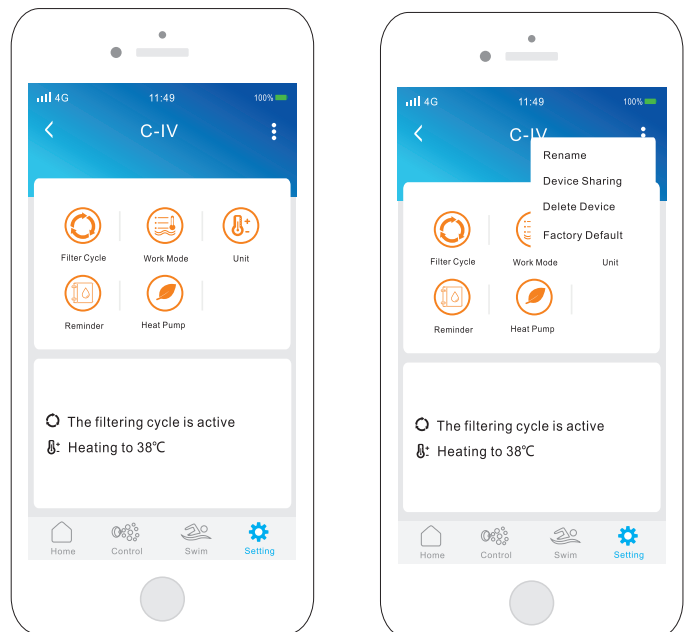 4G 11:49 100%
C-IV
Filter Cycle Work Mode Unit
Reminder Heat Pump
The filtering cycle is active
Heating to 38℃
Home Control Swim Setting
4G 11:49 100%
C-IV
Rename
Device Sharing
Delete Device
Factory Default
Filter Cycle Work Mode Unit
Reminder Heat Pump
The filtering cycle is active
Heating to 38℃
Home Control Swim Setting